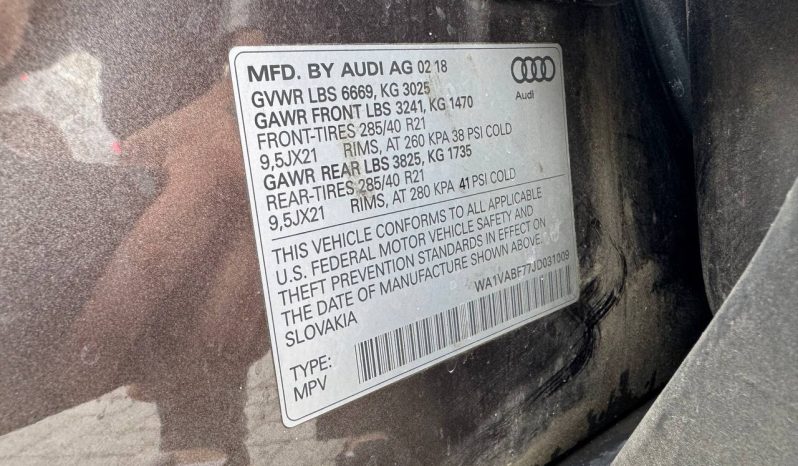 MFD. BY AUDI AG 02 18
Audi
GVWR LBS 6669, KG 3025
GAWR FRONT LBS 3241, KG 1470
FRONT-TIRES 285/40 R21
9,5JX21 RIMS, AT 260 KPA 38 PSI COLD
GAWR REAR LBS 3825, KG 1735
REAR-TIRES 285/40 R21
9,5JX21 RIMS, AT 280 KPA 41 PSI COLD
THIS VEHICLE CONFORMS TO ALL APPLICABLE
U.S. FEDERAL MOTOR VEHICLE SAFETY AND
THEFT PREVENTION STANDARDS IN EFFECT ON
THE DATE OF MANUFACTURE SHOWN ABOVE.
SLOVAKIA
WA1VABF77JD031009
TYPE:
MPV